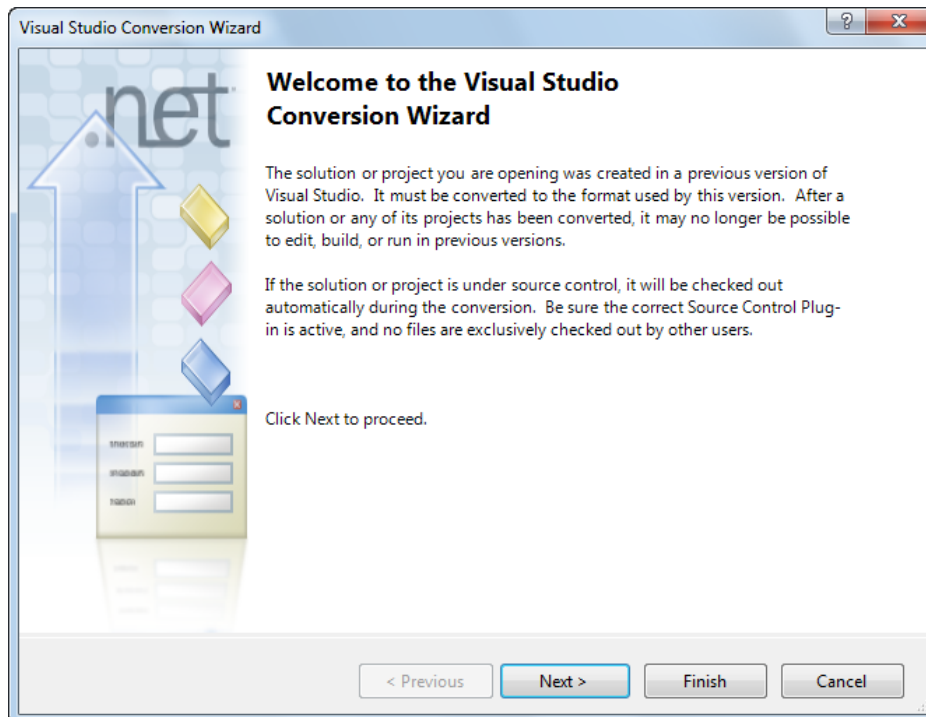 Visual Studio Conversion Wizard
.net
Welcome to the Visual Studio
Conversion Wizard
The solution or project you are opening was created in a previous version of
Visual Studio.  It must be converted to the format used by this version.  After a
solution or any of its projects has been converted, it may no longer be possible
to edit, build, or run in previous versions.
If the solution or project is under source control, it will be checked out
automatically during the conversion.  Be sure the correct Source Control Plug-
in is active, and no files are exclusively checked out by other users.
Click Next to proceed.
< Previous
Next >
Finish
Cancel